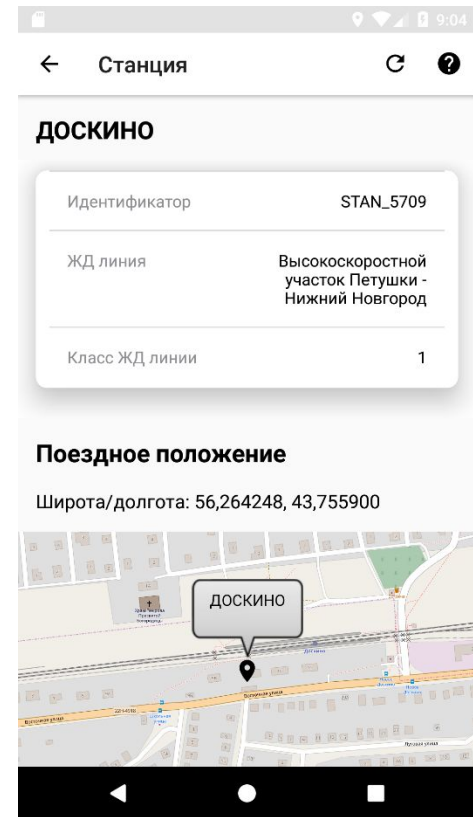 9:04
Станция
ДОСКИНО
Идентификатор
STAN_5709
ЖД линия
Высокоскоростной
участок Петушки -
Нижний Новгород
Класс ЖД линии
1
Поездное положение
Широта/долгота: 56,264248, 43,755900
ДОСКИНО